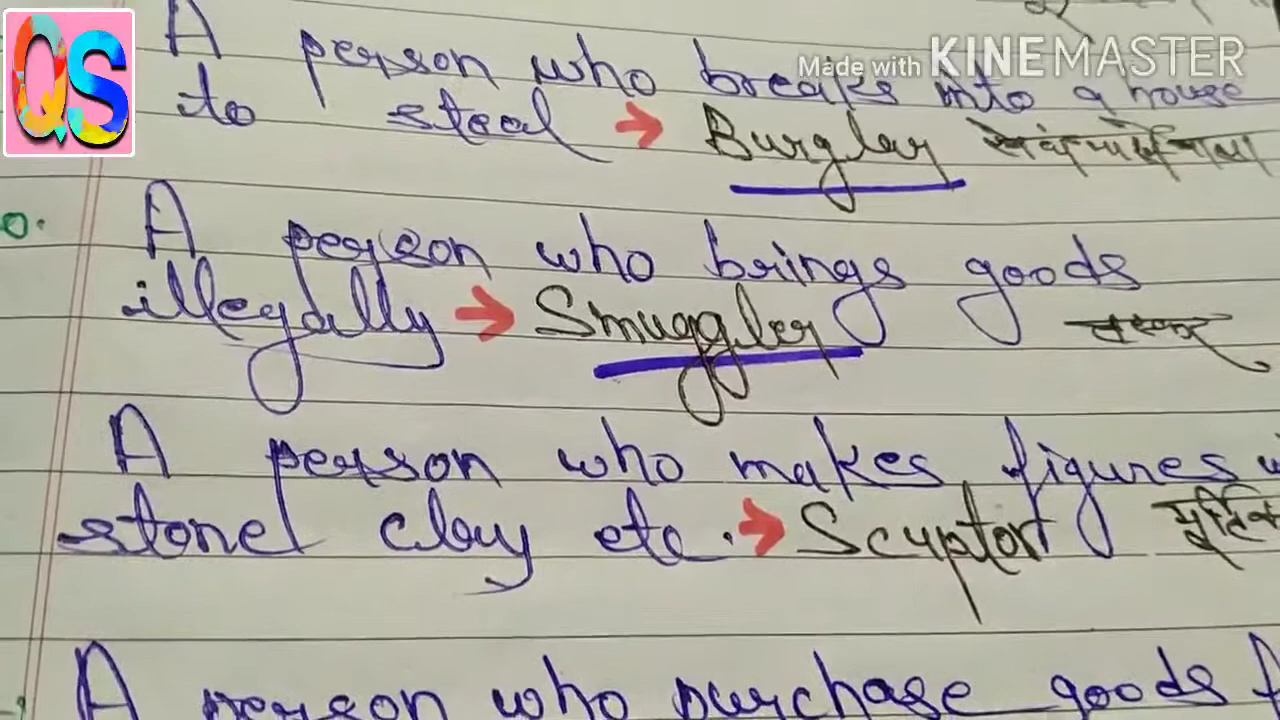 QS
Made with KINEMASTER
A person who breaks into a house
to steal → Burglar
0. A person who brings goods
illegally → Smuggler तस्कर
A person who makes figures
stone clay etc. → Scuptor
A person who purchase goods